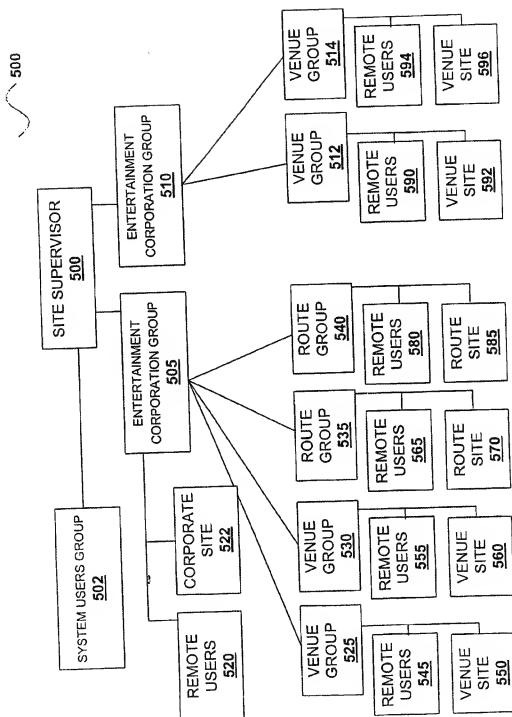 500
SITE SUPERVISOR
500
SYSTEM USERS GROUP
502
ENTERTAINMENT
CORPORATION GROUP
505
ENTERTAINMENT
CORPORATION GROUP
510
REMOTE
USERS
520
CORPORATE
SITE
522
VENUE
GROUP
525
VENUE
GROUP
530
ROUTE
GROUP
535
ROUTE
GROUP
540
VENUE
GROUP
512
VENUE
GROUP
514
REMOTE
USERS
545
REMOTE
USERS
555
REMOTE
USERS
565
REMOTE
USERS
580
REMOTE
USERS
590
REMOTE
USERS
594
VENUE
SITE
550
VENUE
SITE
560
ROUTE
SITE
570
ROUTE
SITE
585
VENUE
SITE
592
VENUE
SITE
596